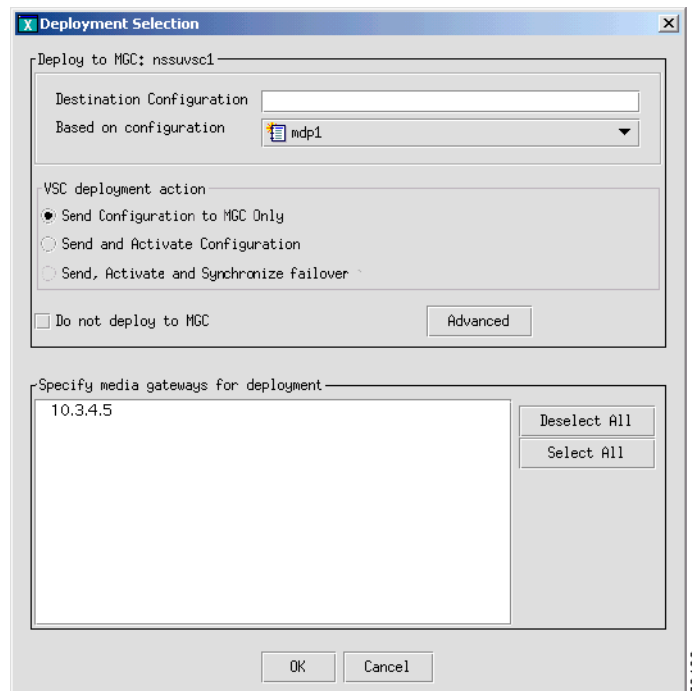 Deployment Selection
Deploy to MGC: nssuvsc1
Destination Configuration
Based on configuration
mdp1
VSC deployment action
Send Configuration to MGC Only
Send and Activate Configuration
Send, Activate and Synchronize failover
Do not deploy to MGC
Advanced
Specify media gateways for deployment
10.3.4.5
Deselect All
Select All
OK
Cancel